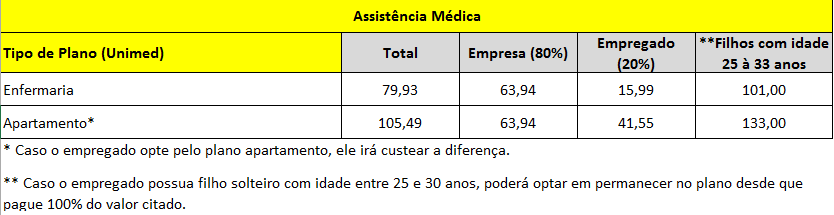 Assistência Médica
Tipo de Plano (Unimed) Total Empresa (80%) Empregado (20%) **Filhos com idade 25 à 33 anos
Enfermaria 79,93 63,94 15,99 101,00
Apartamento* 105,49 63,94 41,55 133,00
* Caso o empregado opte pelo plano apartamento, ele irá custear a diferença.
** Caso o empregado possua filho solteiro com idade entre 25 e 30 anos, poderá optar em permanecer no plano desde que
pague 100% do valor citado.